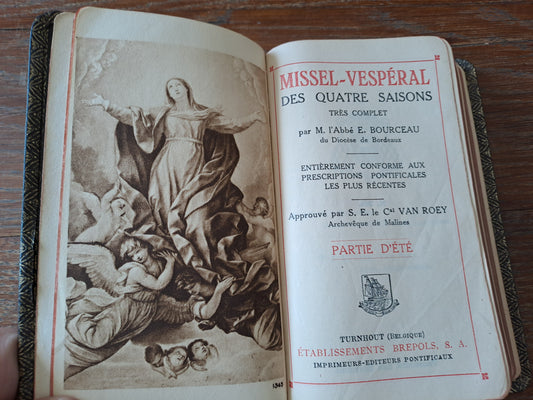 MISSEL-VESPÉRAL
DES QUATRE SAISONS
TRÈS COMPLET
par M. l'Abbé E. BOURCEAU
du Diocèse de Bordeaux
ENTIÈREMENT CONFORME AUX
PRESCRIPTIONS PONTIFICALES
LES PLUS RÉCENTES
Approuvé par S. E. le Cal VAN ROEY
Archevêque de Malines
PARTIE D'ÉTÉ
TURNHOUT (Belgique)
ÉTABLISSEMENTS BREPOLS, S. A.
IMPRIMEURS-EDITEURS PONTIFICAUX